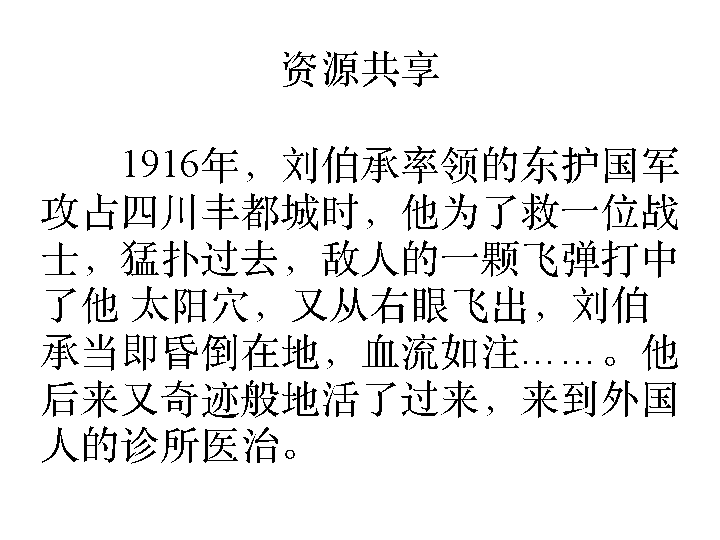 资源共享
1916年，刘伯承率领的东护国军
攻占四川丰都城时，他为了救一位战
士，猛扑过去，敌人的一颗飞弹打中
了他 太阳穴，又从右眼飞出，刘伯
承当即昏倒在地，血流如注……。他
后来又奇迹般地活了过来，来到外国
人的诊所医治。